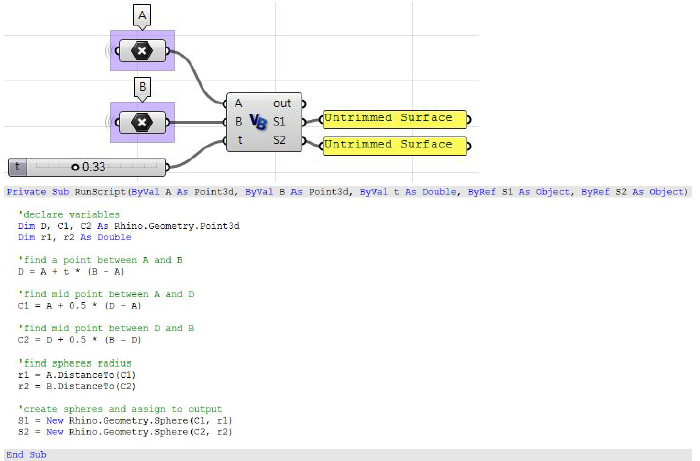 A
B
A out
B VB S1
t S2
Untrimmed Surface
Untrimmed Surface
t 0.33
Private Sub RunScript(ByVal A As Point3d, ByVal B As Point3d, ByVal t As Double, ByRef S1 As Object, ByRef S2 As Object)
'declare variables
Dim D, C1, C2 As Rhino.Geometry.Point3d
Dim r1, r2 As Double
'find a point between A and B
D = A + t * (B - A)
'find mid point between A and D
C1 = A + 0.5 * (D - A)
'find mid point between D and B
C2 = D + 0.5 * (B - D)
'find spheres radius
r1 = A.DistanceTo(C1)
r2 = B.DistanceTo(C2)
'create spheres and assign to output
S1 = New Rhino.Geometry.Sphere(C1, r1)
S2 = New Rhino.Geometry.Sphere(C2, r2)
End Sub